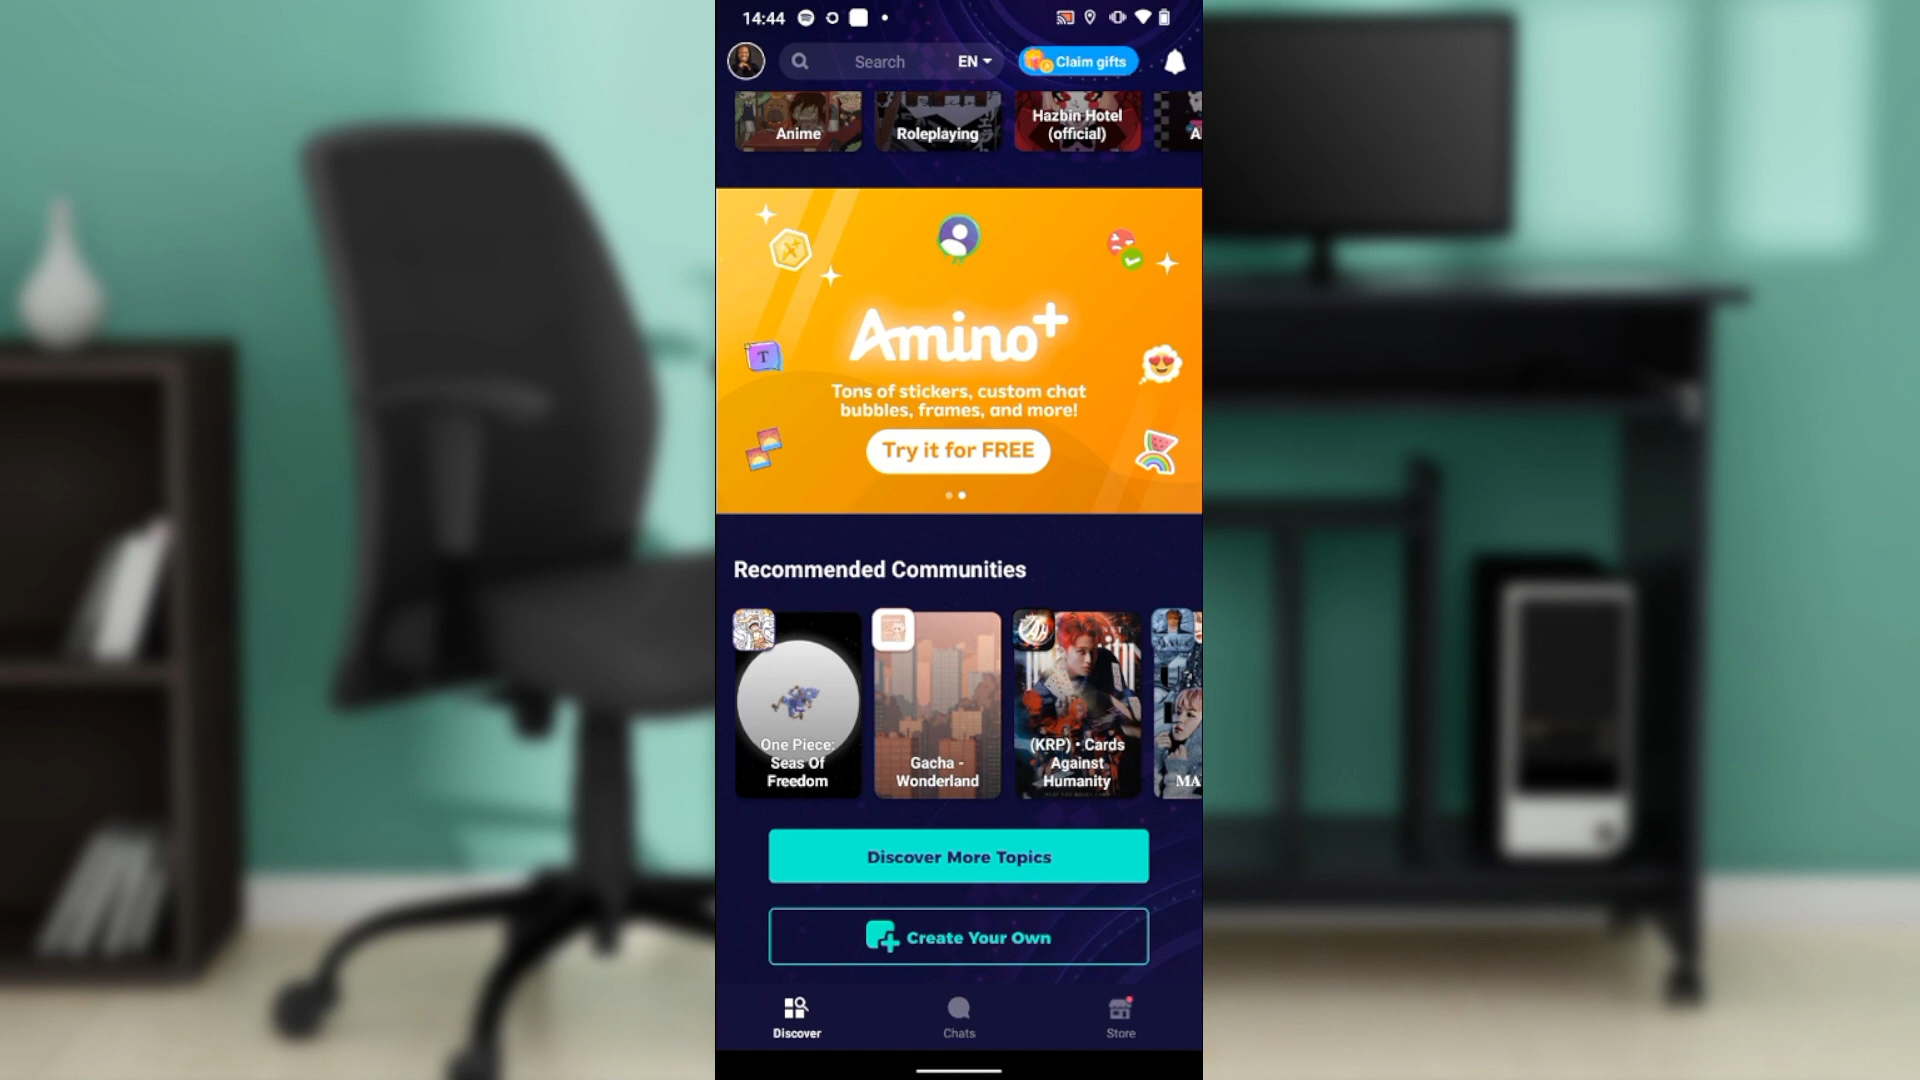 14:44
Search
EN
Claim gifts
Anime
Roleplaying
Hazbin Hotel
(official)
Amino+
Tons of stickers, custom chat
bubbles, frames, and more!
Try it for FREE
Recommended Communities
One Piece:
Seas Of
Freedom
Gacha -
Wonderland
(KRP) • Cards
Against
Humanity
MA
Discover More Topics
Create Your Own
Discover
Chats
Store